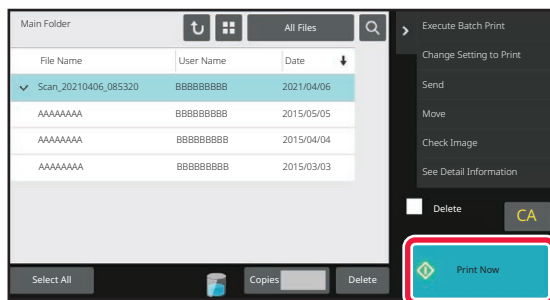 Main Folder
All Files
File Name User Name Date
Scan_20210406_085320 BBBBBBBBB 2021/04/06
AAAAAAAA BBBBBBBBB 2015/05/05
AAAAAAAA BBBBBBBBB 2015/04/04
AAAAAAAA BBBBBBBBB 2015/03/03
Select All
Copies
Delete
Execute Batch Print
Change Setting to Print
Send
Move
Check Image
See Detail Information
Delete
CA
Print Now